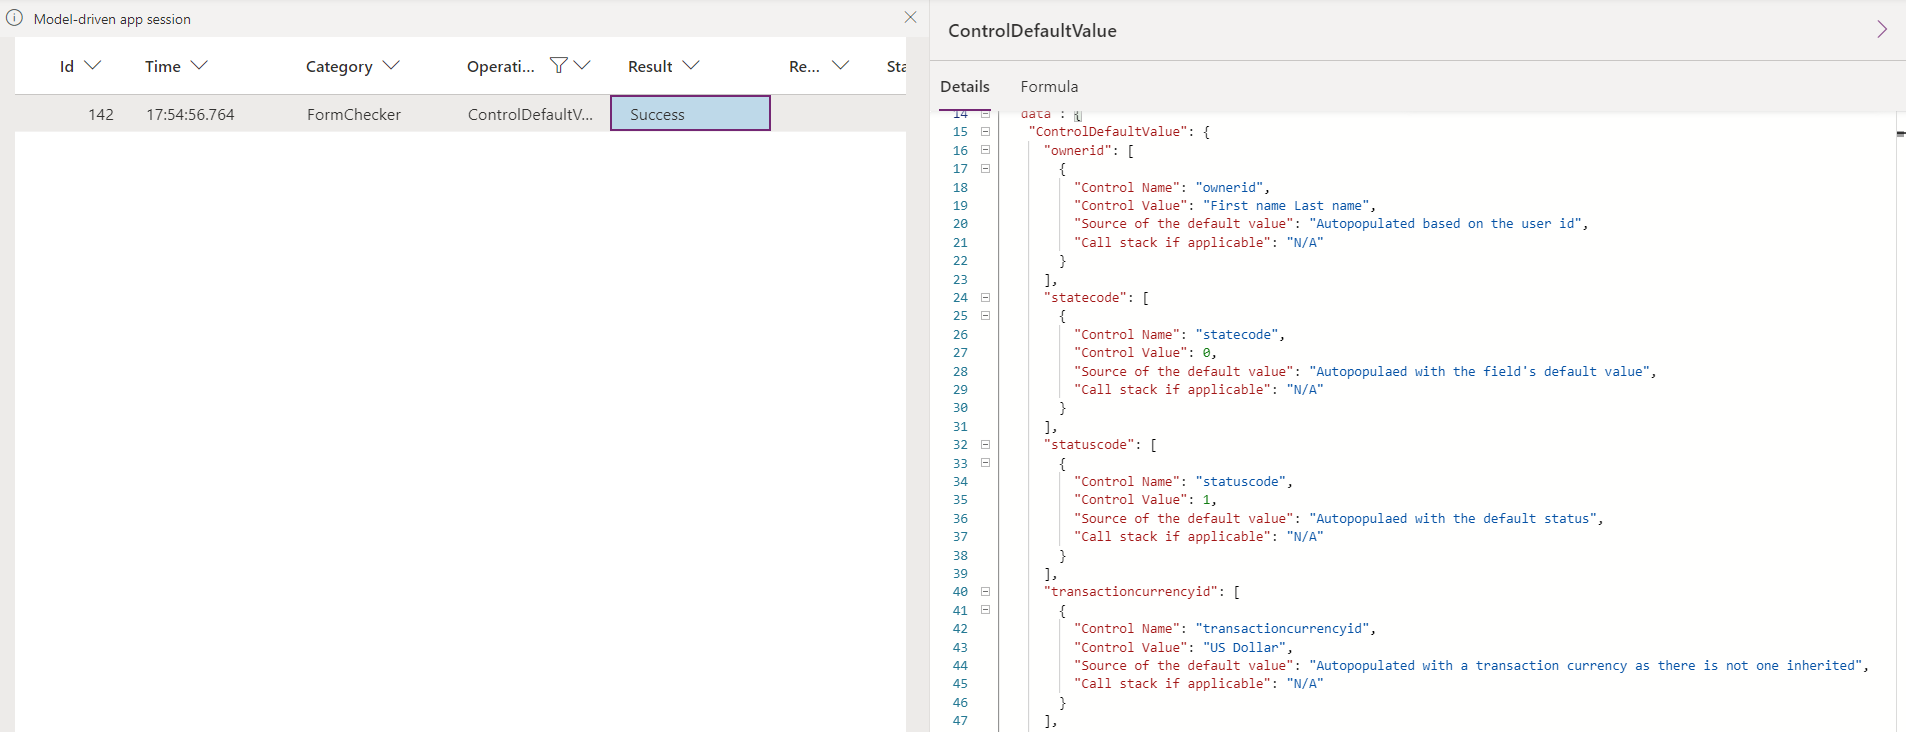 Model-driven app session
Id Time Category Operati... Result Re... Sta
142 17:54:56.764 FormChecker ControlDefaultV... Success
ControlDefaultValue
Details Formula
14 data : {
15 "ControlDefaultValue": {
16 "ownerid": [
17 {
18 "Control Name": "ownerid",
19 "Control Value": "First name Last name",
20 "Source of the default value": "Autopopulated based on the user id",
21 "Call stack if applicable": "N/A"
22 }
23 ],
24 "statecode": [
25 {
26 "Control Name": "statecode",
27 "Control Value": 0,
28 "Source of the default value": "Autopopulaed with the field's default value",
29 "Call stack if applicable": "N/A"
30 }
31 ],
32 "statuscode": [
33 {
34 "Control Name": "statuscode",
35 "Control Value": 1,
36 "Source of the default value": "Autopopulaed with the default status",
37 "Call stack if applicable": "N/A"
38 }
39 ],
40 "transactioncurrencyid": [
41 {
42 "Control Name": "transactioncurrencyid",
43 "Control Value": "US Dollar",
44 "Source of the default value": "Autopopulated with a transaction currency as there is not one inherited",
45 "Call stack if applicable": "N/A"
46 }
47 ],